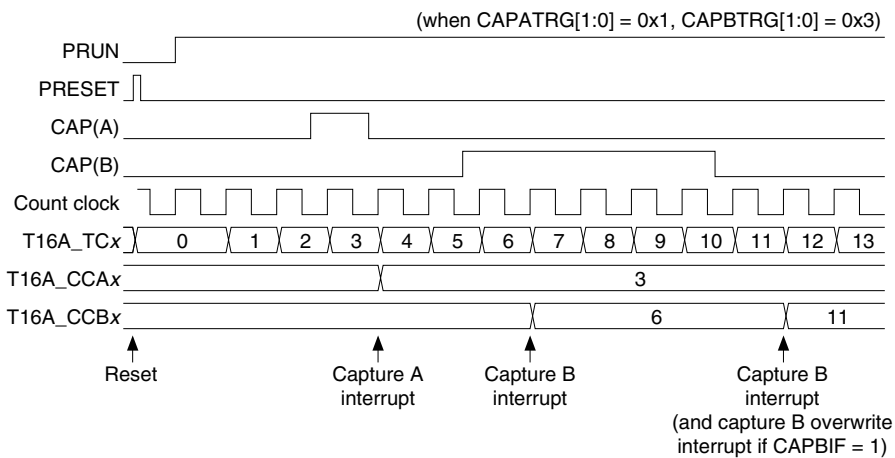 (when CAPATRG[1:0] = 0x1, CAPBTRG[1:0] = 0x3)
PRUN
PRESET
CAP(A)
CAP(B)
Count clock
T16A_TCx 0 1 2 3 4 5 6 7 8 9 10 11 12 13
T16A_CCAx 3
T16A_CCBx 6 11
Reset
Capture A
interrupt
Capture B
interrupt
Capture B
interrupt
(and capture B overwrite
interrupt if CAPBIF = 1)